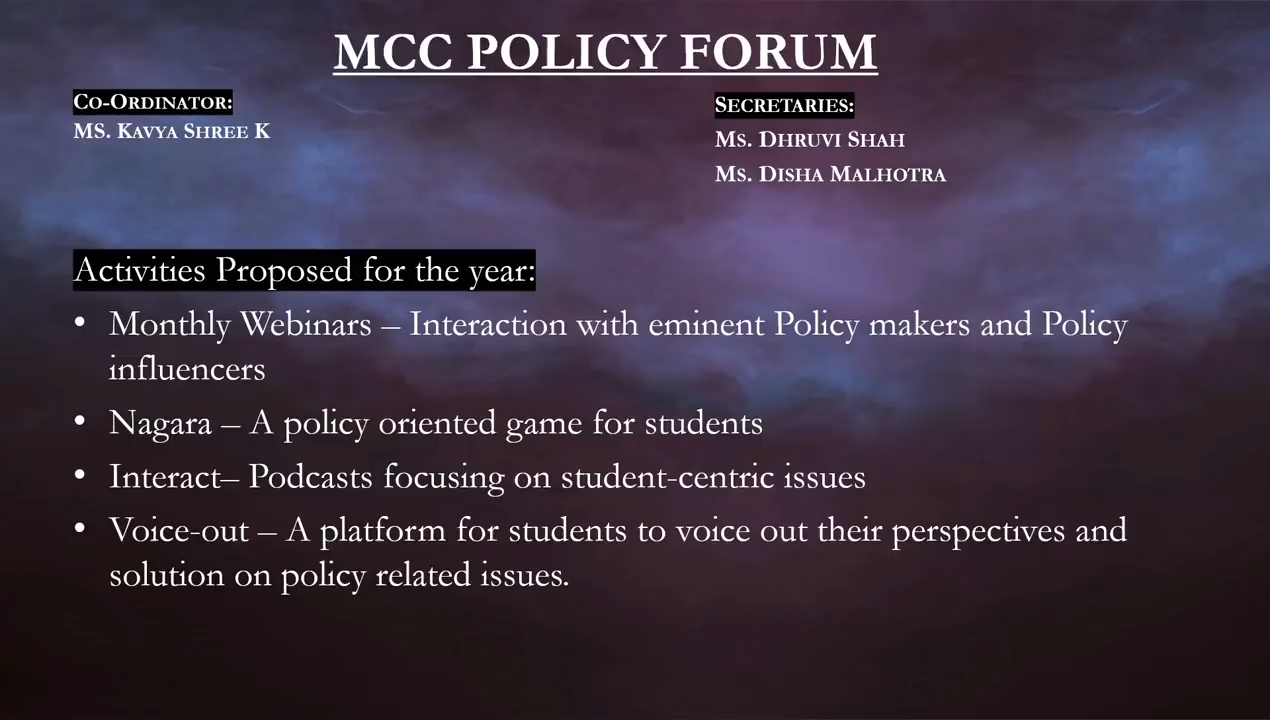 MCC POLICY FORUM
Co-Ordinator:
MS. Kavya Shree K
Secretaries:
Ms. Dhruvi Shah
Ms. Disha Malhotra
Activities Proposed for the year:
• Monthly Webinars – Interaction with eminent Policy makers and Policy
influencers
• Nagara – A policy oriented game for students
• Interact– Podcasts focusing on student-centric issues
• Voice-out – A platform for students to voice out their perspectives and
solution on policy related issues.